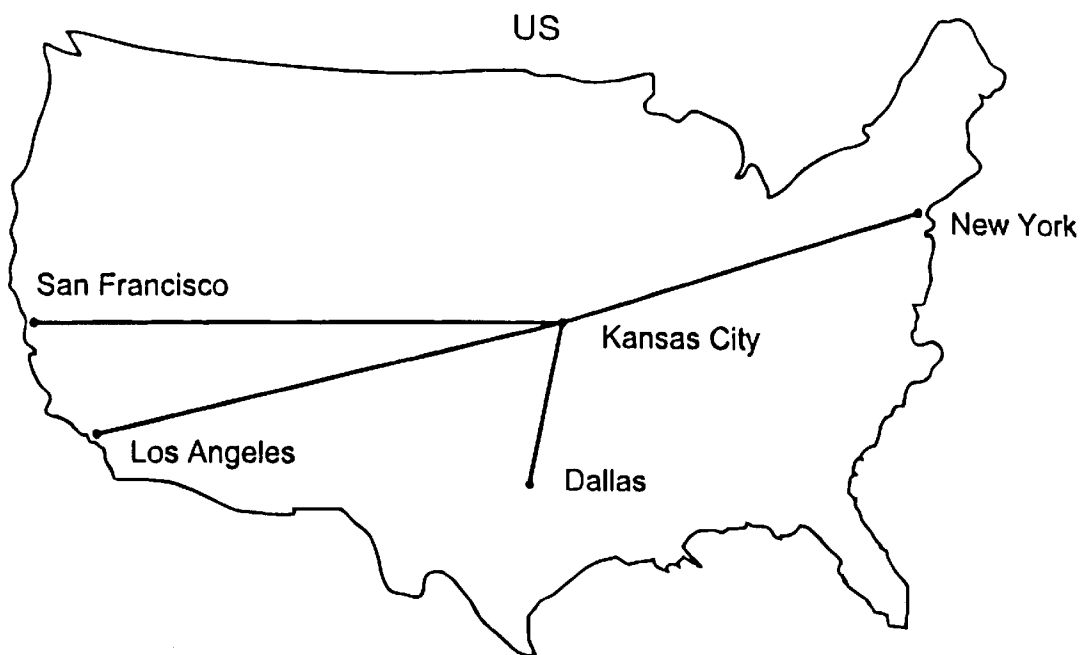 US
New York
San Francisco
Kansas City
Los Angeles
Dallas